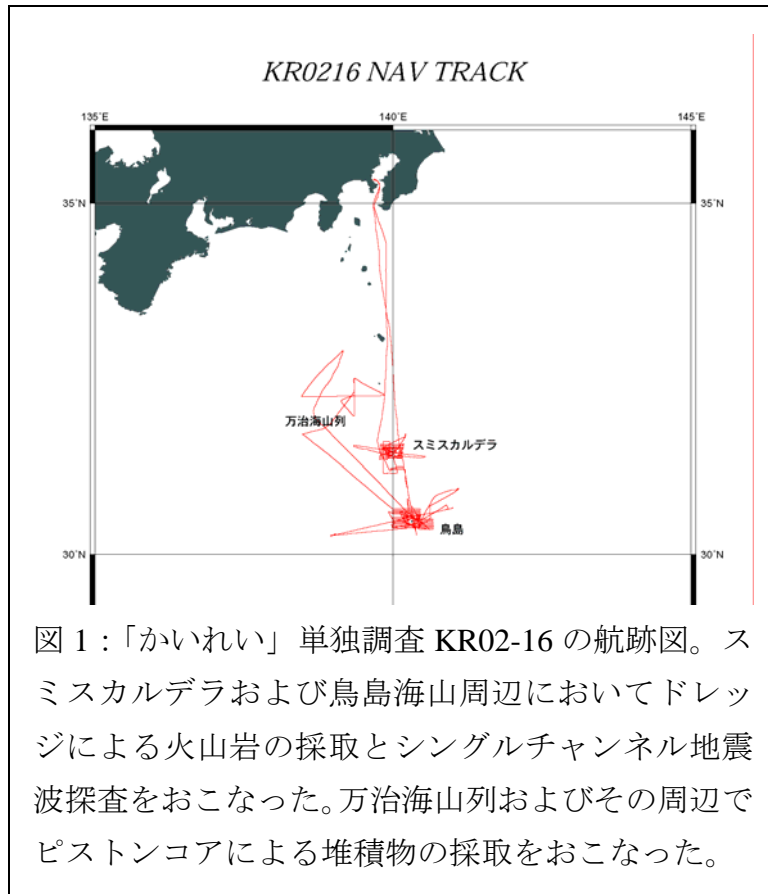 KR0216 NAV TRACK
135°E 140°E 145°E
35°N 35°N
万治海山列
スミスカルデラ
鳥島
30°N 30°N
図 1 :「かいれい」単独調査 KR02-16 の航跡図。ス
ミスカルデラおよび鳥島海山周辺においてドレッ
ジによる火山岩の採取とシングルチャンネル地震
波探査をおこなった。万治海山列およびその周辺で
ピストンコアによる堆積物の採取をおこなった。